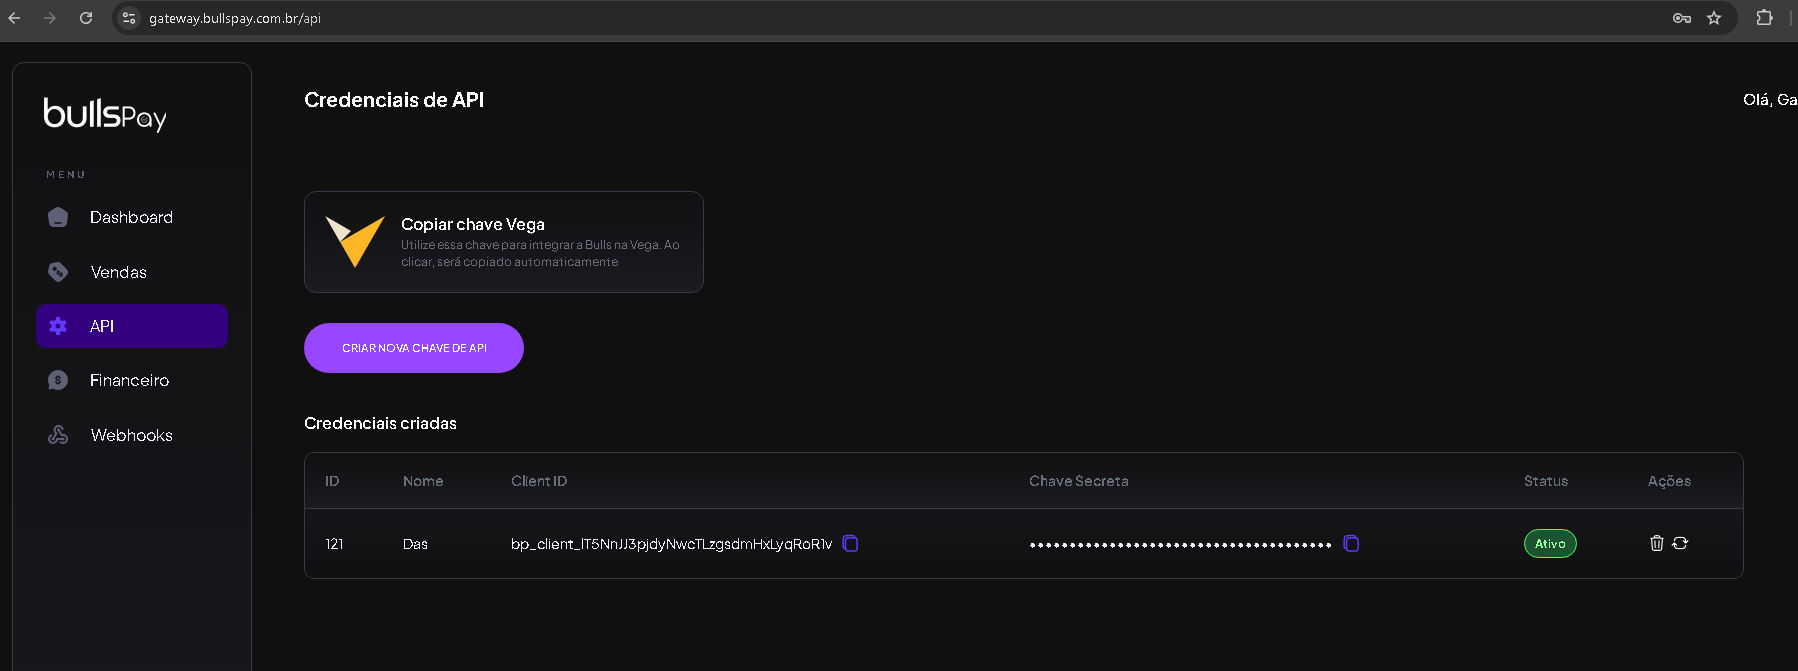 gateway.bullspay.com.br/api
bullsPay
Credenciais de API
Olá, Ga
MENU
Dashboard
Vendas
API
Financeiro
Webhooks
Copiar chave Vega
Utilize essa chave para integrar a Bulls na Vega. Ao
clicar, será copiado automaticamente
CRIAR NOVA CHAVE DE API
Credenciais criadas
ID Nome Client ID Chave Secreta Status Ações
121 Das bp_client_lT5NnJJ3pjdyNwcTLzgsdmHxLyqRoR1v •••••••••••••••••••••••••••••••••••••• Ativo